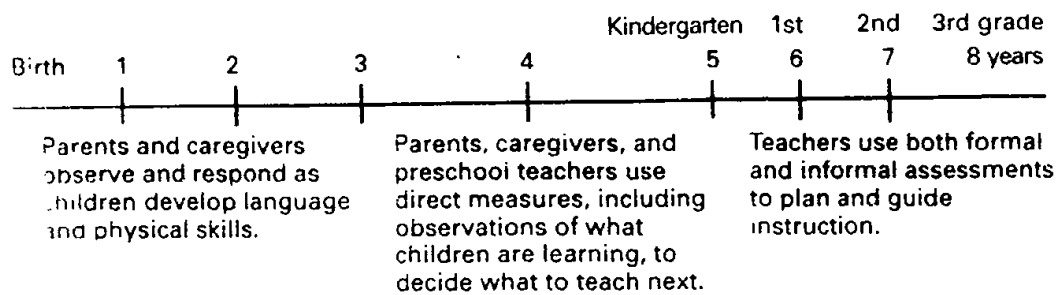 Kindergarten 1st 2nd 3rd grade
Birth 1 2 3 4 5 6 7 8 years
Parents and caregivers
observe and respond as
children develop language
and physical skills.
Parents, caregivers, and
preschool teachers use
direct measures, including
observations of what
children are learning, to
decide what to teach next.
Teachers use both formal
and informal assessments
to plan and guide
instruction.